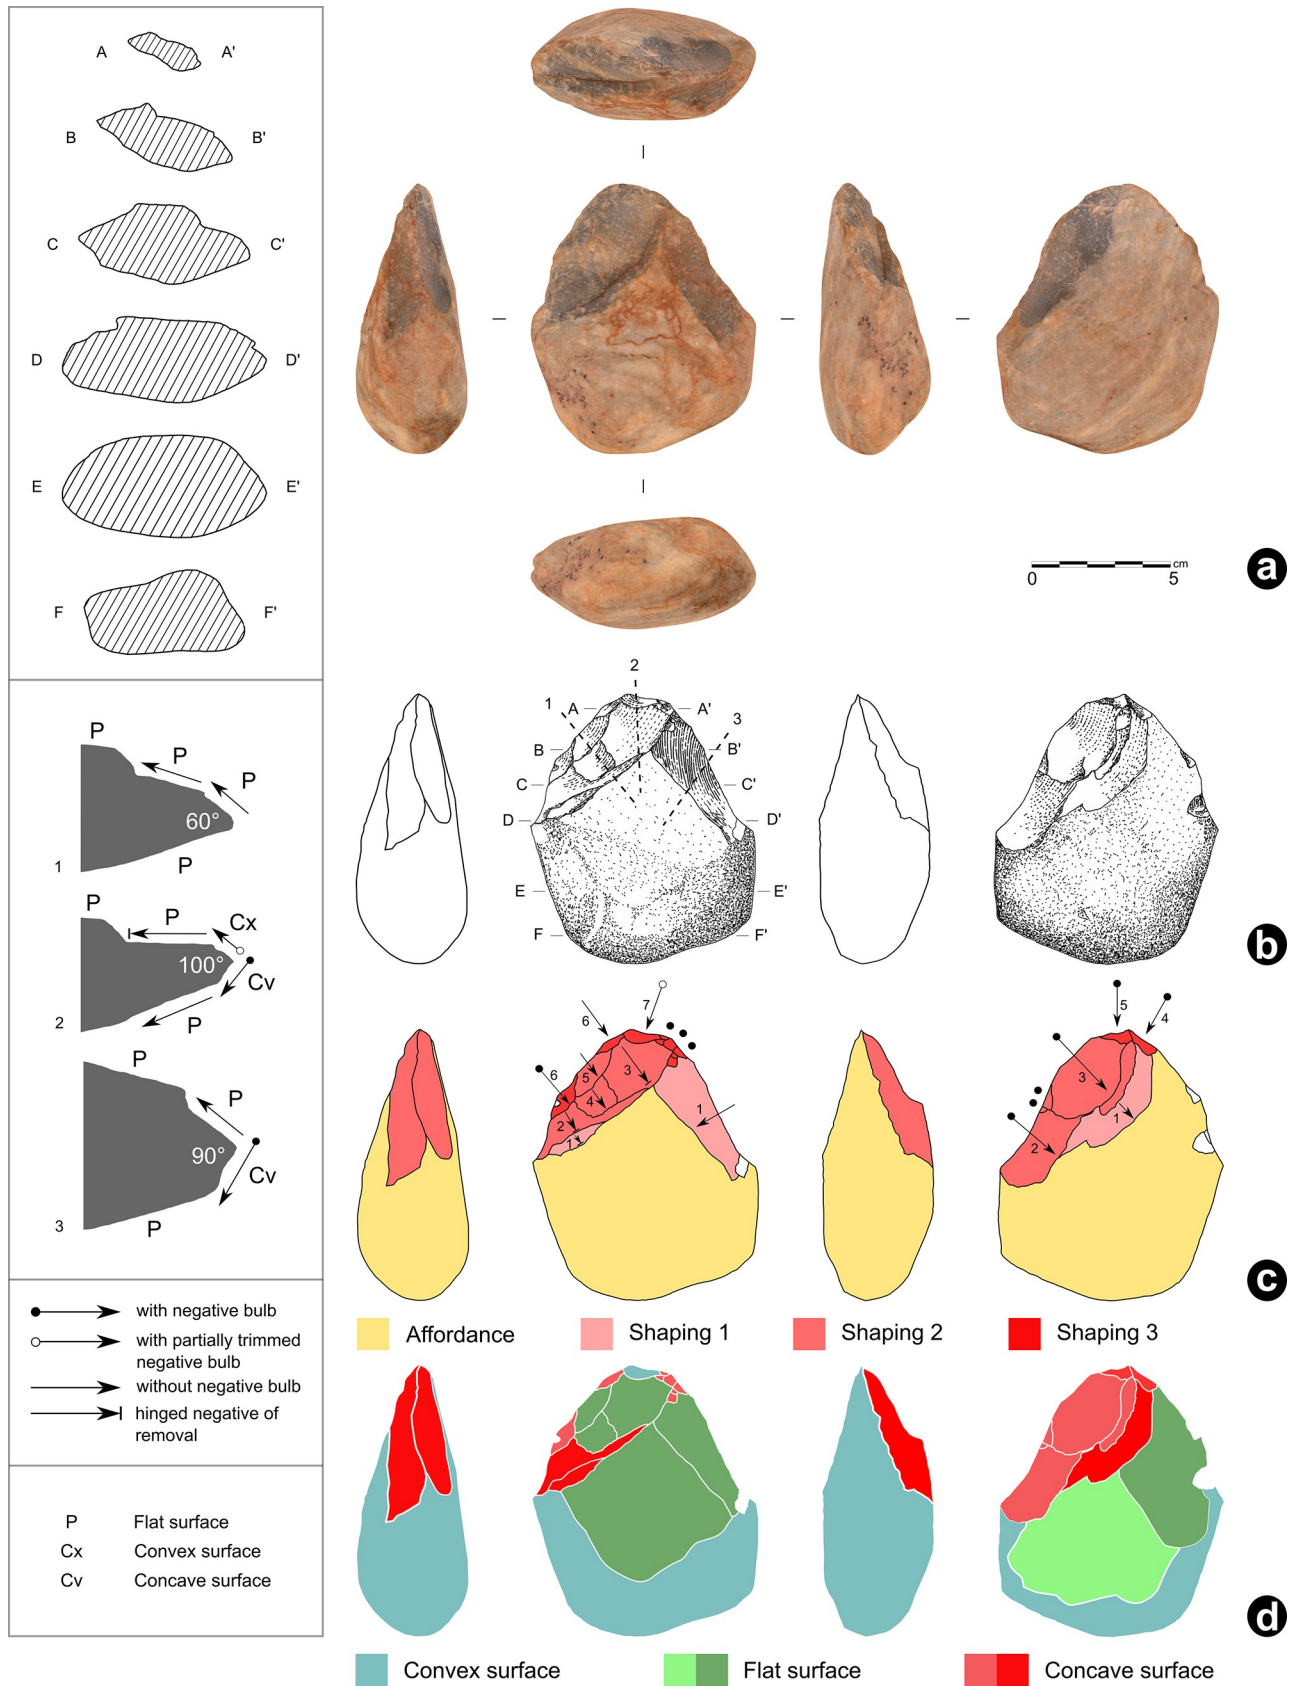 A A'
B B'
C C'
D D'
E E'
F F'
cm
0 5
a
P
P
P
60°
P
1
P
P
Cx
100°
Cv
P
2
P
P
90°
Cv
P
3
with negative bulb
with partially trimmed
negative bulb
without negative bulb
hinged negative of
removal
P Flat surface
Cx Convex surface
Cv Concave surface
2
1
3
A A'
B B'
C C'
D D'
E E'
F F'
b
7
6
6
5
3
4
2
1
1
5
4
3
1
2
c
Affordance Shaping 1 Shaping 2 Shaping 3
d
Convex surface Flat surface Concave surface